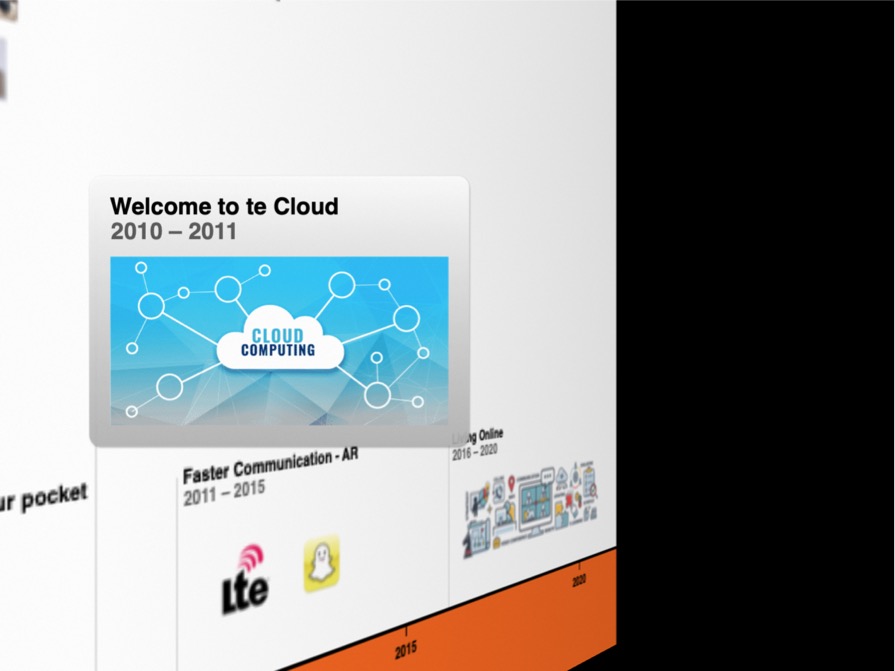 Welcome to te Cloud
2010 – 2011
CLOUD
COMPUTING
Faster Communication - AR
2011 – 2015
Online
2016 – 2020
ur pocket
Lte
2020
2015